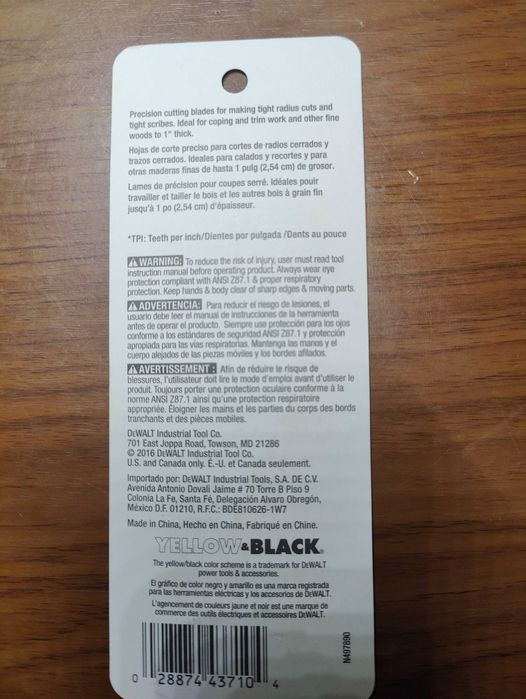 Precision cutting blades for making tight radius cuts and
tight scribes. Ideal for coping and trim work and other fine
woods to 1" thick.
Hojas de corte preciso para cortes de radios cerrados y
trazos cerrados. Ideales para calados y recortes y para
otras maderas finas de hasta 1 pulg (2,54 cm) de grosor.
Lames de précision pour coupes serré. Idéales pouir
travailler et tailler le bois et les autres bois à grain fin
jusqu'à 1 po (2,54 cm) d'épaisseur.
*TPI: Teeth per inch/Dientes por pulgada /Dents au pouce
WARNING: To reduce the risk of injury, user must read tool
instruction manual before operating product. Always wear eye
protection compliant with ANSI Z87.1 & proper respiratory
protection. Keep hands & body clear of sharp edges & moving parts.
ADVERTENCIA: Para reducir el riesgo de lesiones, el
usuario debe leer el manual de instrucciones de la herramienta
antes de operar el producto. Siempre use protección para los ojos
conforme a los estándares de seguridad ANSI Z87.1 y protección
apropiada para las vias respiratorias. Mantenga las manos y el
cuerpo alejados de las piezas móviles y los bordes afilados.
AVERTISSEMENT: Afin de réduire le risque de
blessures, l'utilisateur doit lire le mode d'emploi avant d'utiliser le
produit. Toujours porter une protection oculaire conforme à la
norme ANSI Z87.1 ainsi qu'une protection respiratoire
appropriée. Éloigner les mains et les parties du corps des bords
tranchants et des pièces mobiles.
DEWALT Industrial Tool Co.
701 East Joppa Road, Towson, MD 21286
© 2016 DEWALT Industrial Tool Co.
U.S. and Canada only. É.-U. et Canada seulement.
Importado por: DEWALT Industrial Tools, S.A. DE C.V.
Avenida Antonio Dovali Jaime # 70 Torre B Piso 9
Colonia La Fe, Santa Fé, Delegación Alvaro Obregón,
México D.F. 01210, R.F.C.: BDE810626-1W7
Made in China, Hecho en China, Fabriqué en Chine.
YELLOW&BLACK®
The yellow/black color scheme is a trademark for DEWALT
power tools & accessories.
El gráfico de color negro y amarillo es una marca registrada
para las herramientas eléctricas y los accesorios de DEWALT.
L'agencement de couleurs jaune et noir est une marque de
commerce des outils électriques et accessoires DEWALT.
N497890
0 28874 43710 4